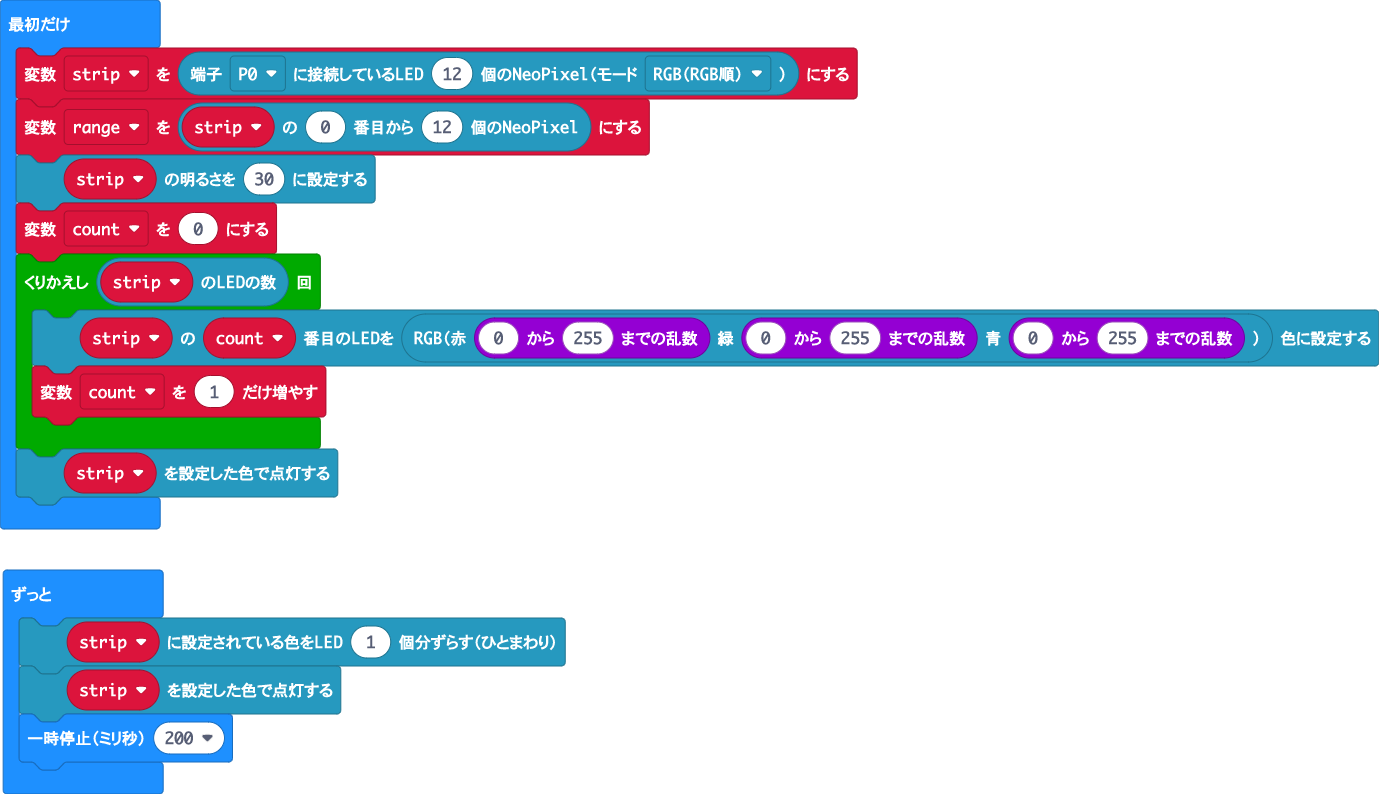 最初だけ
変数 strip を 端子 P0 に接続しているLED 12 個のNeoPixel(モード RGB(RGB順) ) にする
変数 range を strip の 0 番目から 12 個のNeoPixel にする
strip の明るさを 30 に設定する
変数 count を 0 にする
くりかえし strip のLEDの数 回
strip の count 番目のLEDを RGB(赤 0 から 255 までの乱数 緑 0 から 255 までの乱数 青 0 から 255 までの乱数 ) 色に設定する
変数 count を 1 だけ増やす
strip を設定した色で点灯する
ずっと
strip に設定されている色をLED 1 個分ずらす(ひとまわり)
strip を設定した色で点灯する
一時停止(ミリ秒) 200